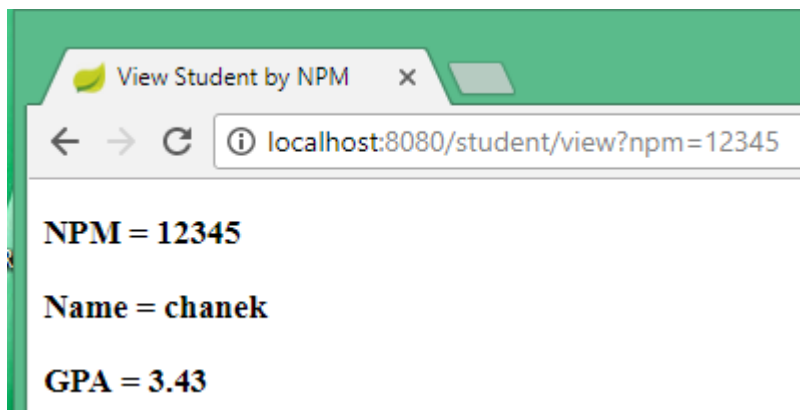 View Student by NPM
localhost:8080/student/view?npm=12345
NPM = 12345
Name = chanek
GPA = 3.43